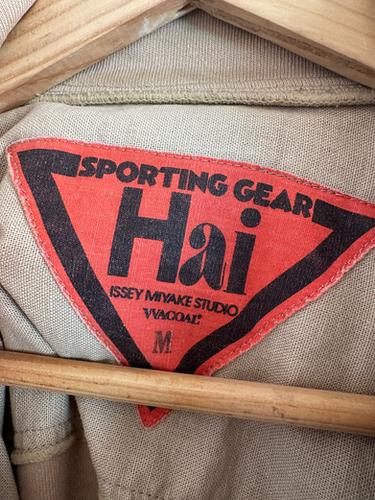 SPORTING GEAR
Hai
ISSEY MIYAKE STUDIO
WACOAL®
M